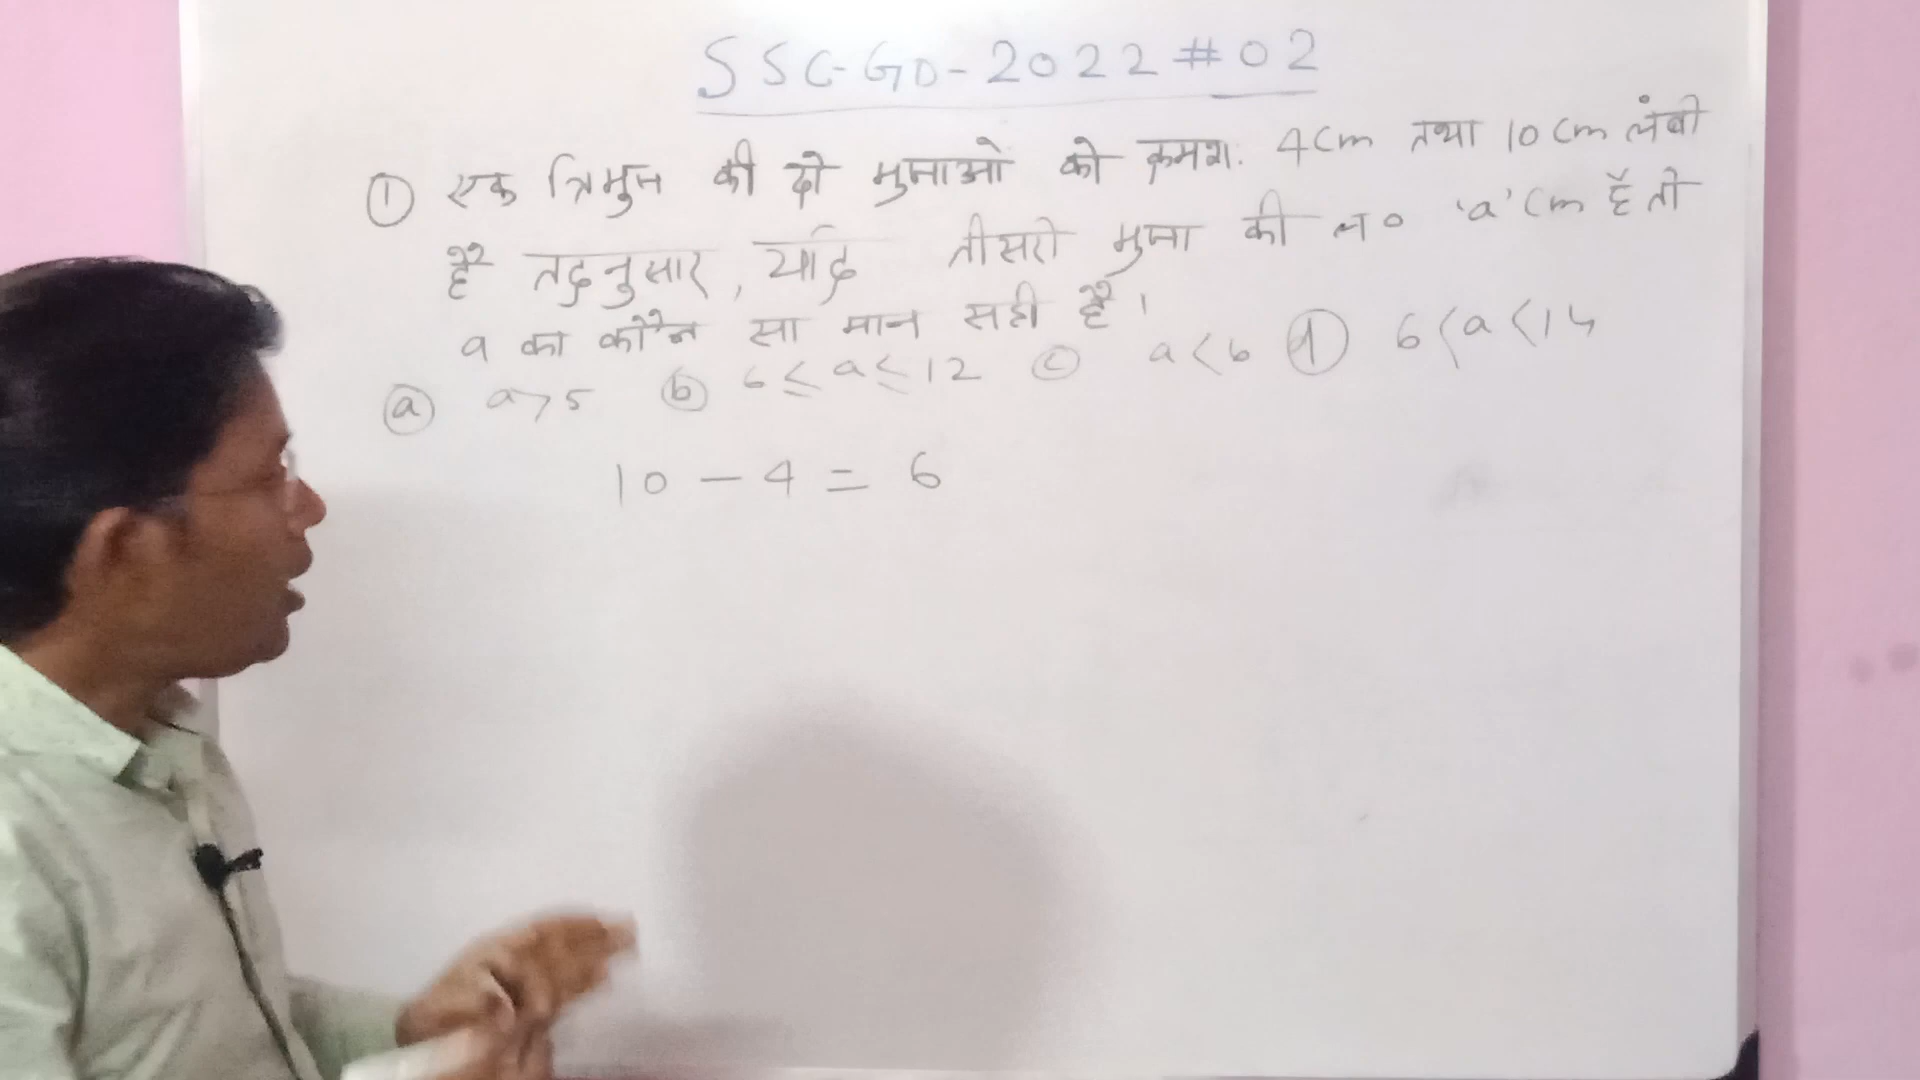 SSC-GD-2022 #02
① एक त्रिभुज की दो भुजाओं को क्रमश. 4cm तथा 10cm लंबी
है तद्नुसार, यदि तीसरी भुजा की ल० 'a' cm है तो
a का कौन सा मान सही है।
ⓐ a>5 ⓑ 6≤a≤12 ⓒ a<6 ⓓ 6<a<14
10 - 4 = 6